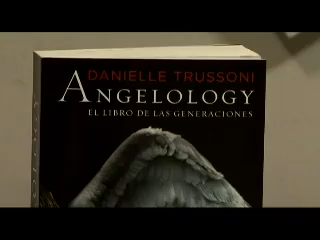 DANIELLE TRUSSONI
ANGELOLOGY
EL LIBRO DE LAS GENERACIONES